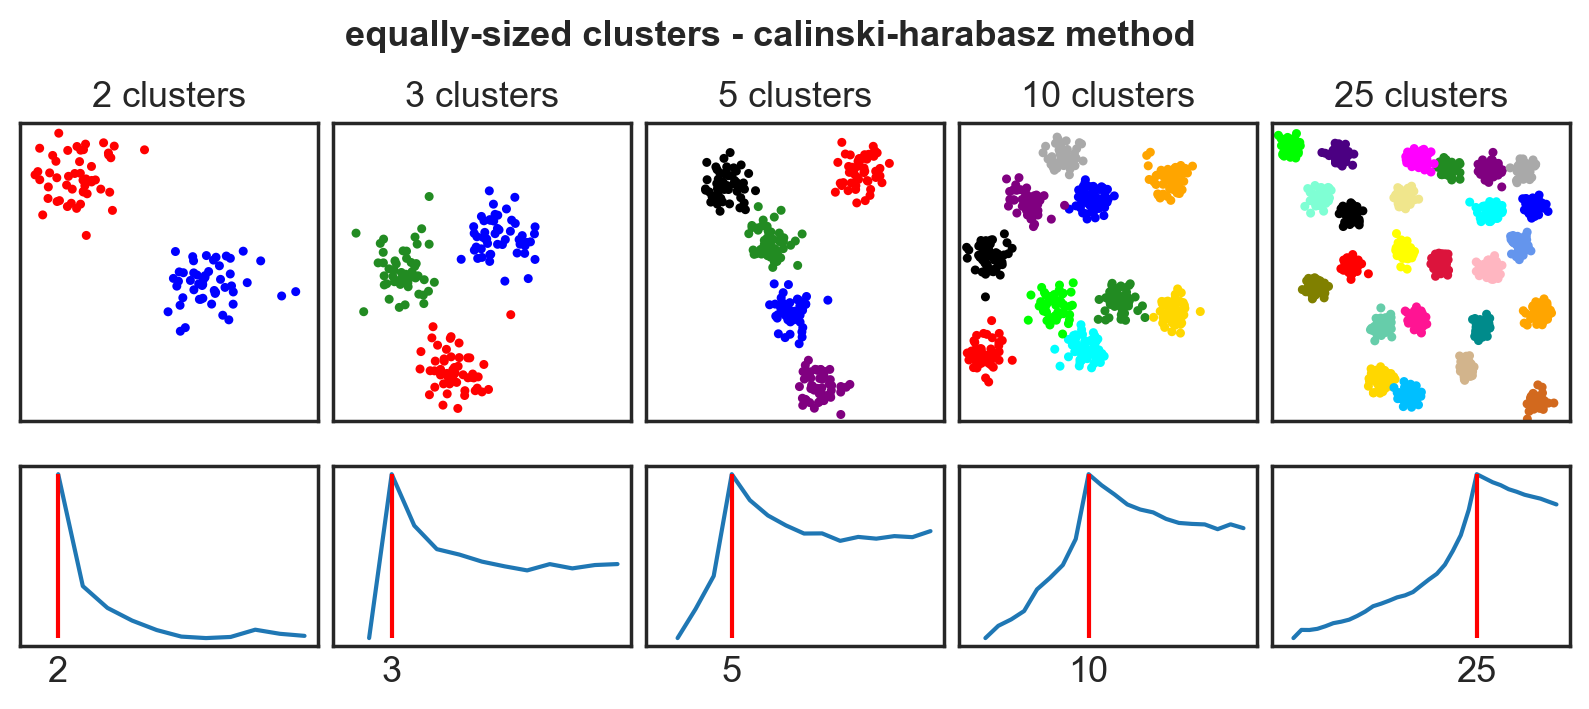 equally-sized clusters - calinski-harabasz method
2 clusters 3 clusters 5 clusters 10 clusters 25 clusters
2 3 5 10 25